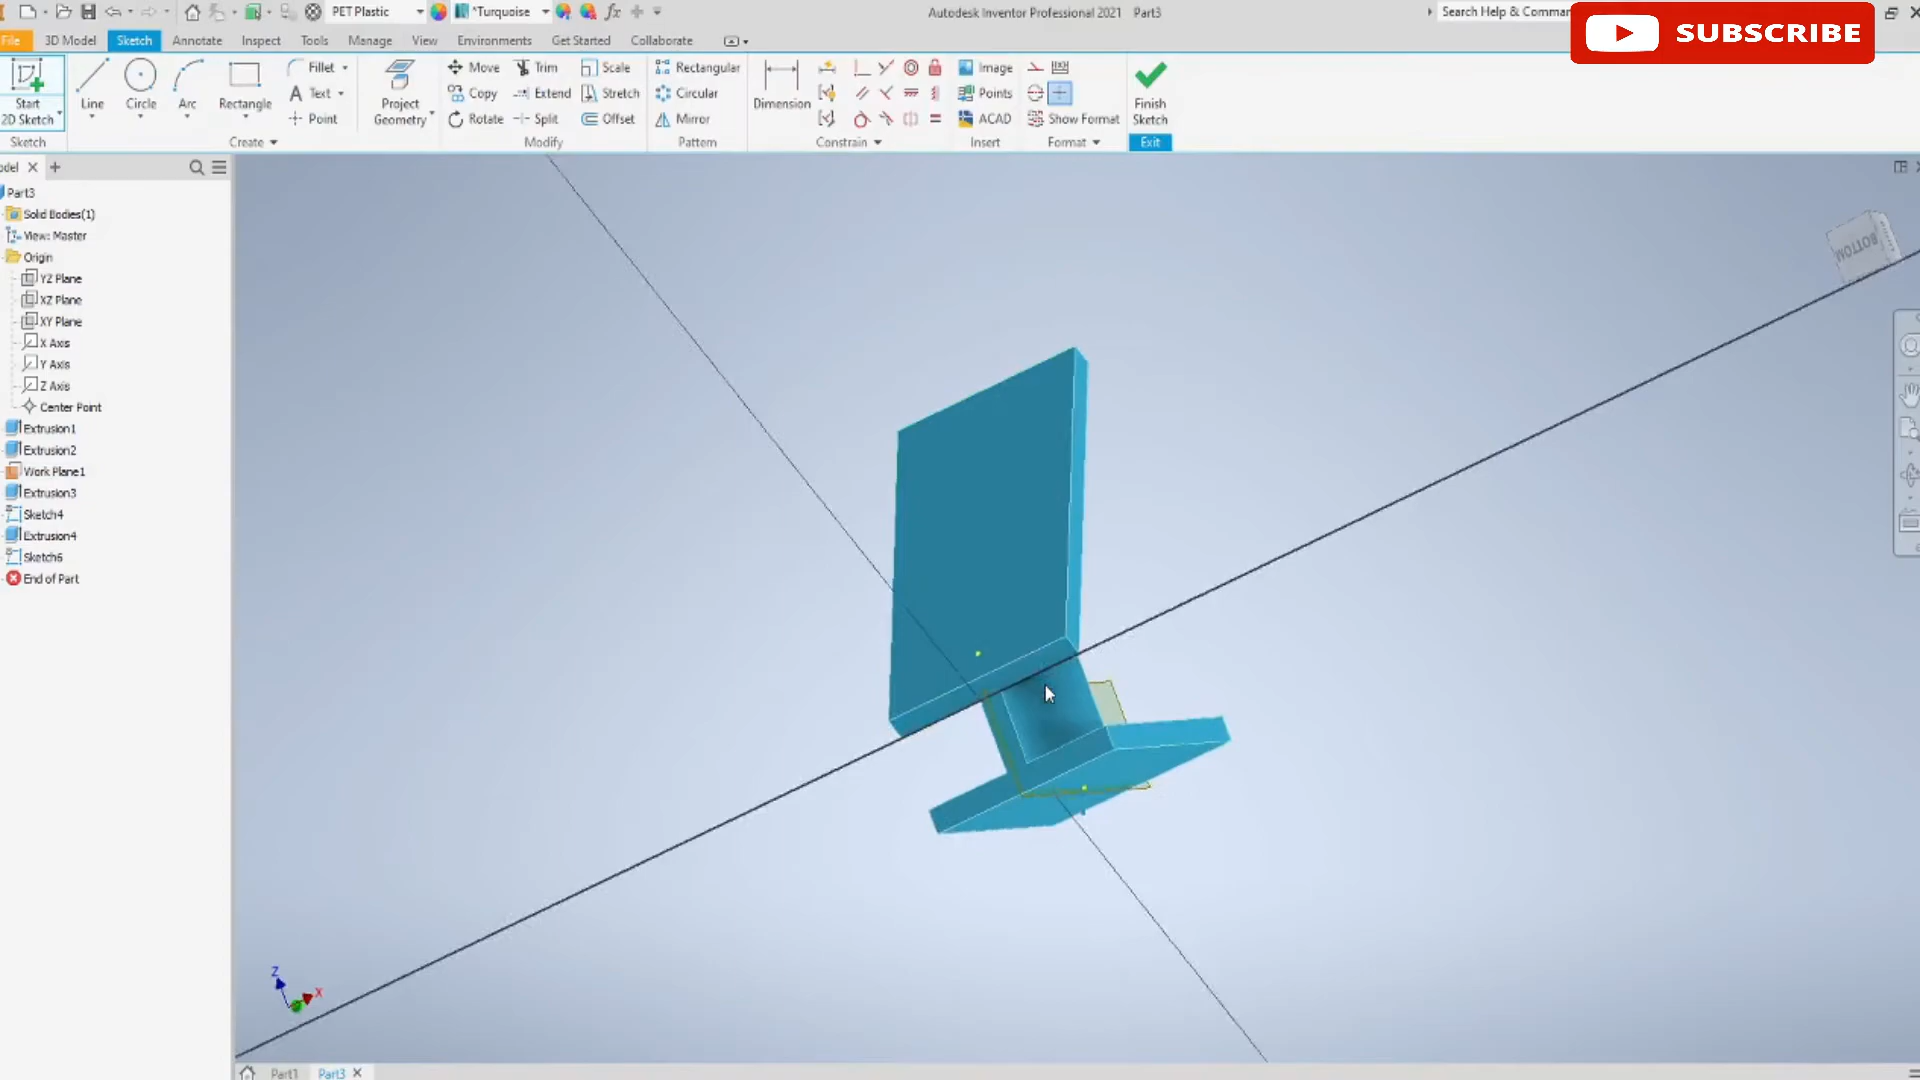 PET Plastic *Turquoise Autodesk Inventor Professional 2021 Part3 Search Help & Comman
SUBSCRIBE
File 3D Model Sketch Annotate Inspect Tools Manage View Environments Get Started Collaborate
Start
2D Sketch
Line
Circle
Arc
Rectangle
Fillet
Text
Point
Project
Geometry
Move Trim Scale
Copy Extend Stretch
Rotate Split Offset
Rectangular
Circular
Mirror
Dimension
Image
Points
ACAD
Show Format
Finish
Sketch
Sketch Create Modify Pattern Constrain Insert Format Exit
odel
Part3
Solid Bodies(1)
View: Master
Origin
YZ Plane
XZ Plane
XY Plane
X Axis
Y Axis
Z Axis
Center Point
Extrusion1
Extrusion2
Work Plane1
Extrusion3
Sketch4
Extrusion4
Sketch6
End of Part
BOTTOM
Z
X
Part1 Part3